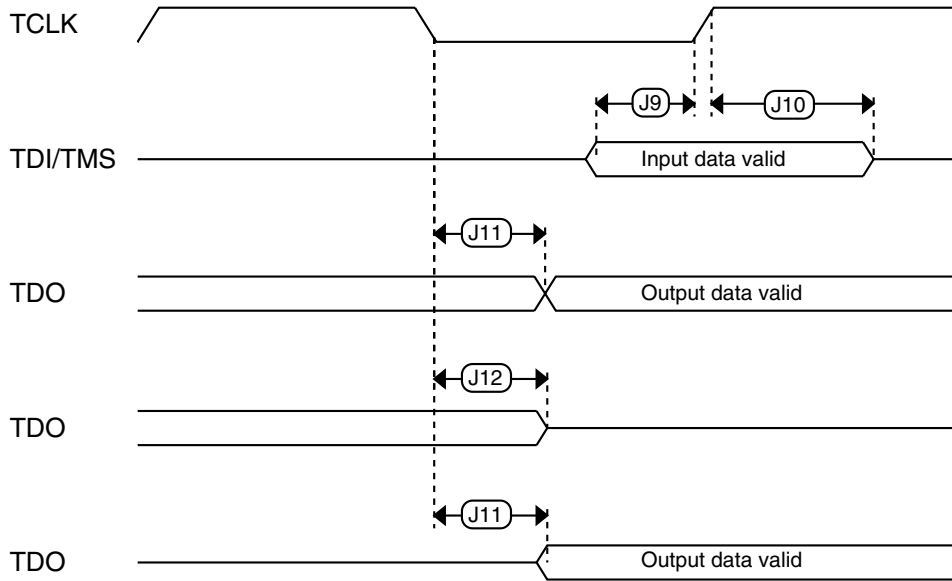 TCLK
J9
J10
TDI/TMS
Input data valid
J11
TDO
Output data valid
J12
TDO
J11
TDO
Output data valid